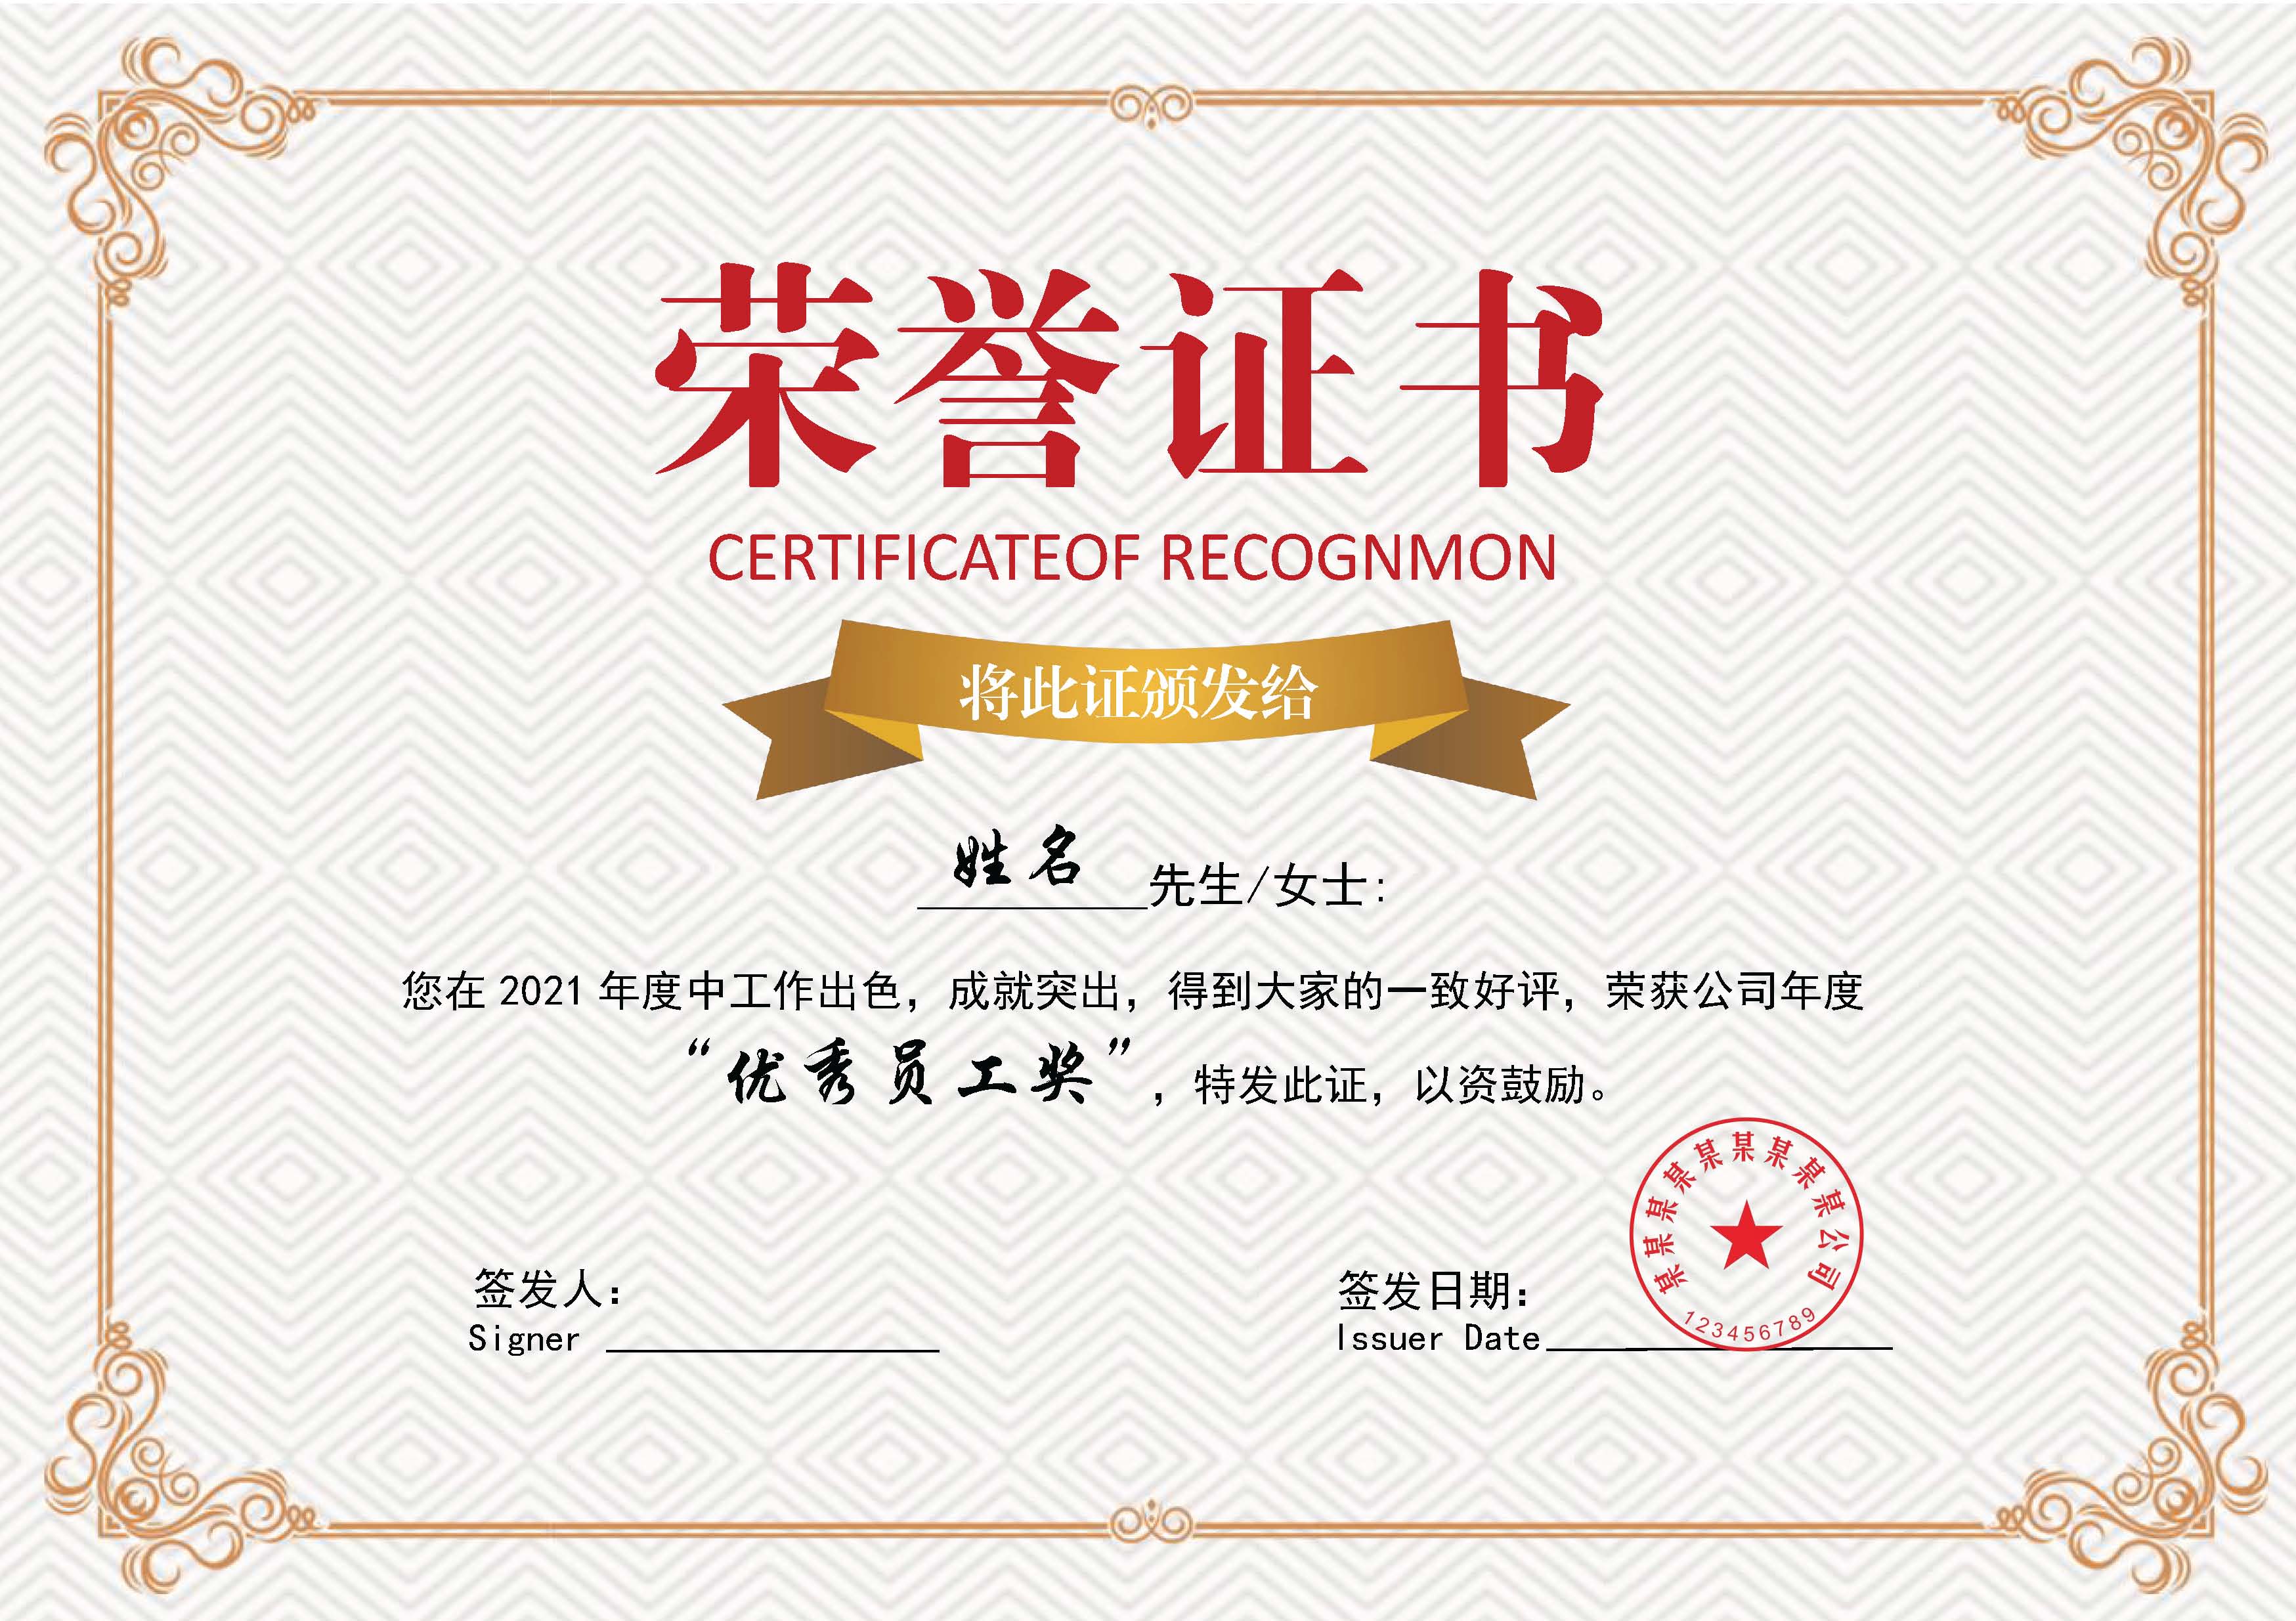 荣誉证书
CERTIFICATEOF RECOGNMON
将此证颁发给
姓名 先生/女士:
您在 2021 年度中工作出色，成就突出，得到大家的一致好评，荣获公司年度
“优秀员工奖”，特发此证，以资鼓励。
某某某某某某某某某某公司
123456789
签发人：
Signer
签发日期：
Issuer Date